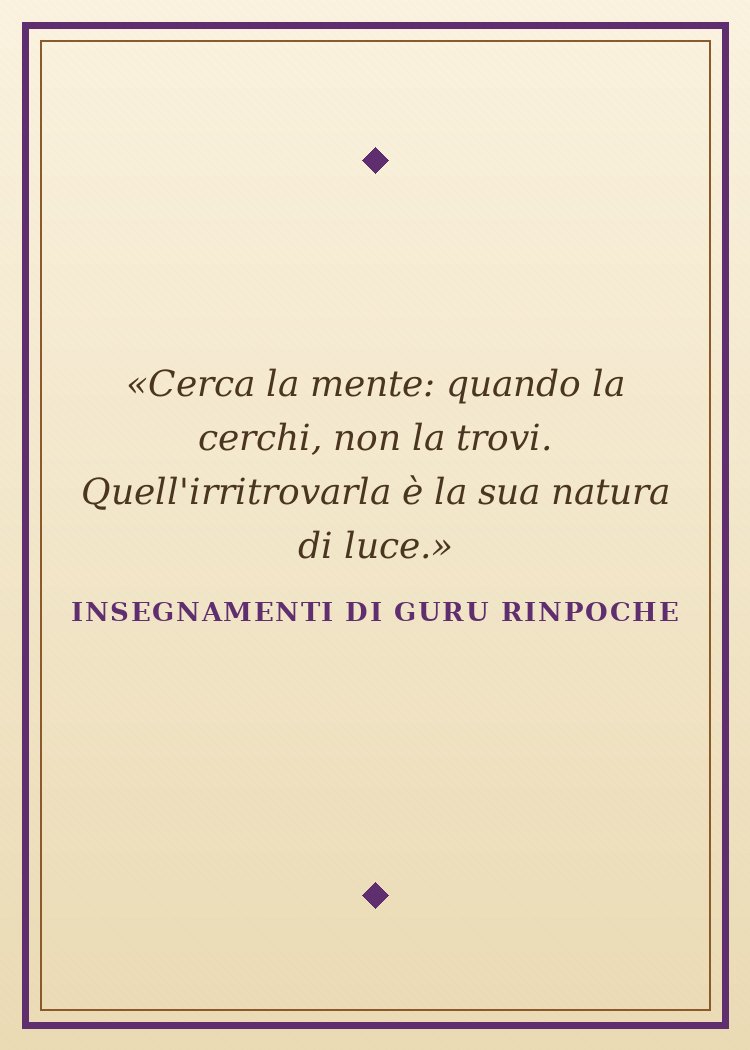 «Cerca la mente: quando la
cerchi, non la trovi.
Quell'irritrovarla è la sua natura
di luce.»
INSEGNAMENTI DI GURU RINPOCHE